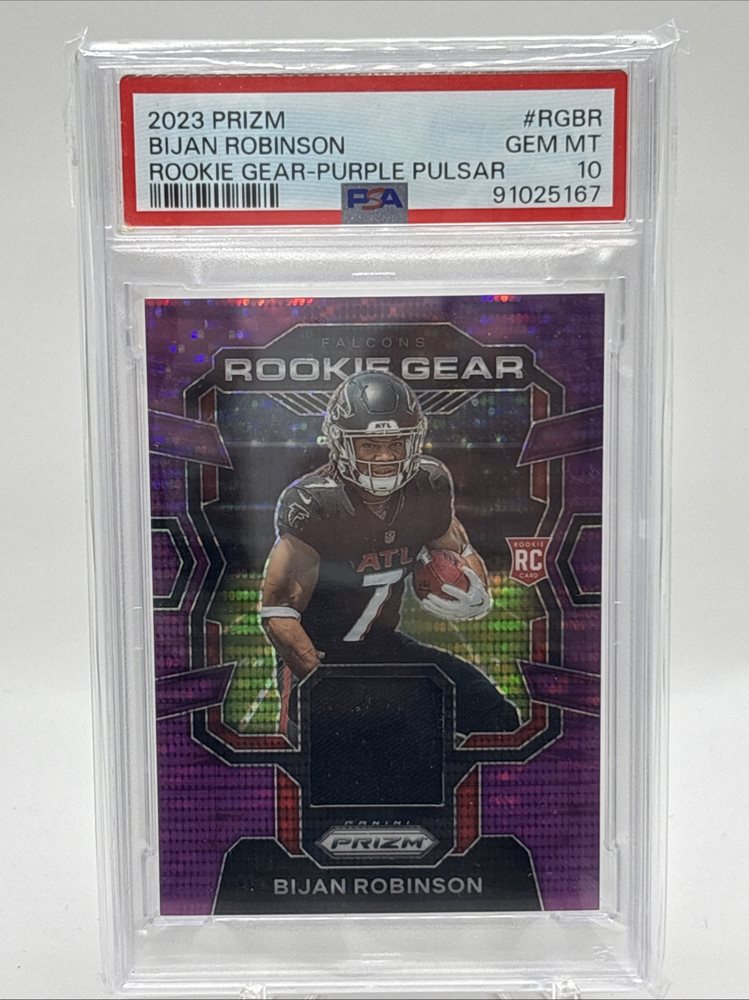 2023 PRIZM #RGBR
BIJAN ROBINSON GEM MT
ROOKIE GEAR-PURPLE PULSAR 10
PSA 91025167
FALCONS
ROOKIE GEAR
ATL
7
ATL
7
ROOKIE
RC
CARD
PANINI
PRIZM
BIJAN ROBINSON